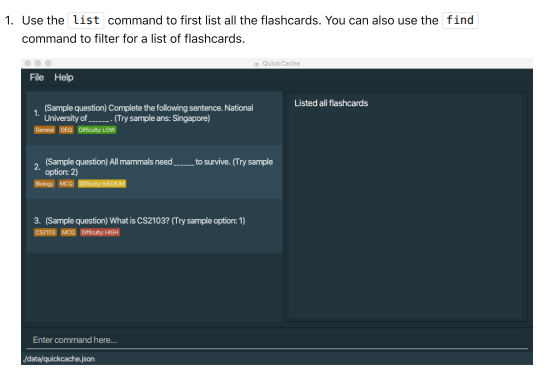 1. Use the list command to first list all the flashcards. You can also use the find
command to filter for a list of flashcards.
QuickCache
File Help
1. (Sample question) Complete the following sentence. National
University of ______ . (Try sample ans: Singapore)
General OEQ Difficulty: LOW
2. (Sample question) All mammals need ______ to survive. (Try sample
option: 2)
Biology MCQ Difficulty: MEDIUM
3. (Sample question) What is CS2103? (Try sample option: 1)
CS2103 MCQ Difficulty: HIGH
Listed all flashcards
Enter command here...
./data/quickcache.json